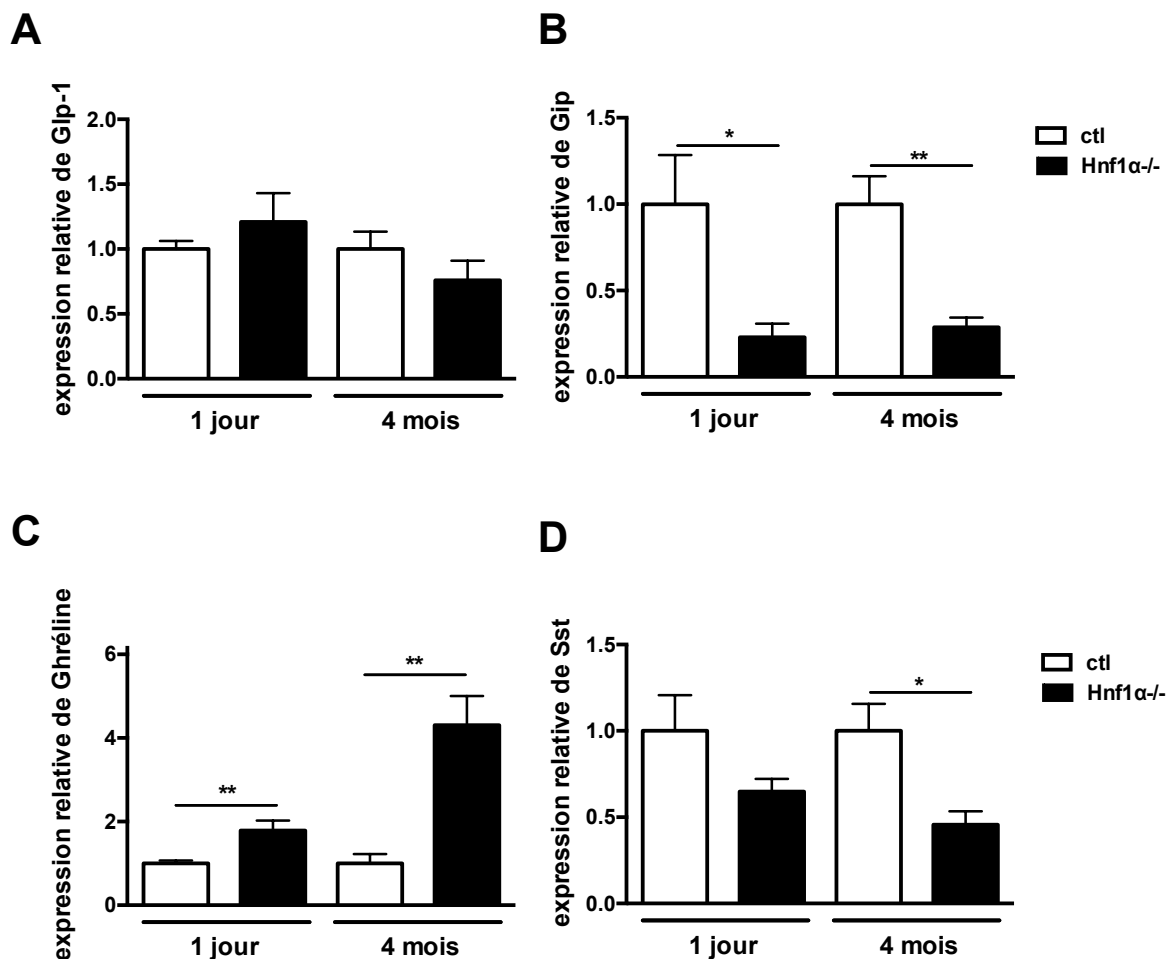 A
expression relative de Glp-1
2.0
1.5
1.0
0.5
0.0
1 jour
4 mois
B
expression relative de Gip
1.5
1.0
0.5
0.0
*
**
1 jour
4 mois
ctl
Hnf1α-/-
C
expression relative de Ghréline
6
4
2
0
**
**
1 jour
4 mois
D
expression relative de Sst
1.5
1.0
0.5
0.0
*
1 jour
4 mois
ctl
Hnf1α-/-